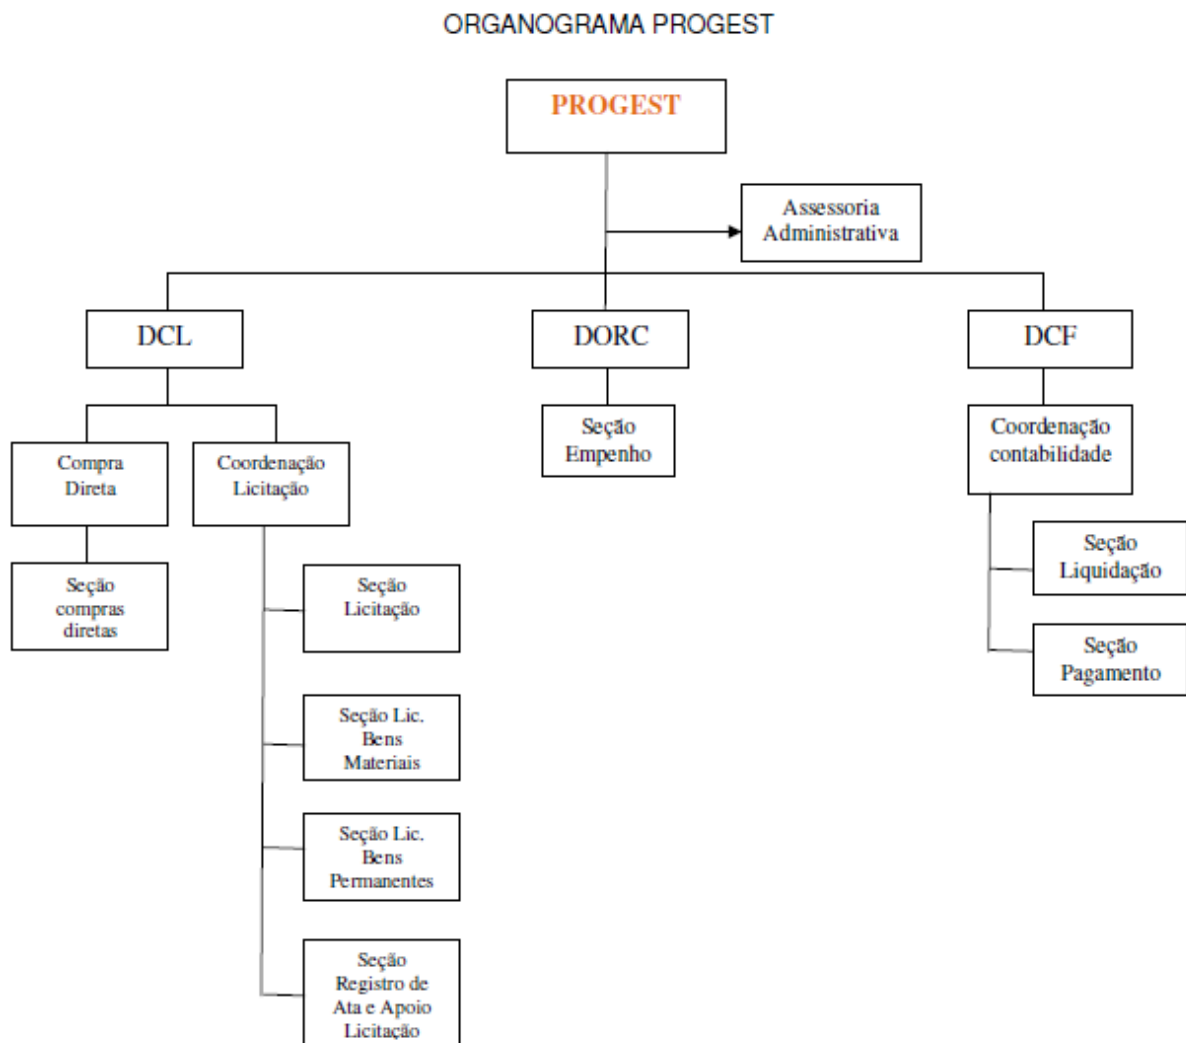 ORGANOGRAMA PROGEST
PROGEST
Assessoria
Administrativa
DCL
DORC
DCF
Compra
Direta
Coordenação
Licitação
Seção
Empenho
Coordenação
contabilidade
Seção
compras
diretas
Seção
Licitação
Seção Lic.
Bens
Materiais
Seção Lic.
Bens
Permanentes
Seção
Registro de
Ata e Apoio
Licitação
Seção
Liquidação
Seção
Pagamento